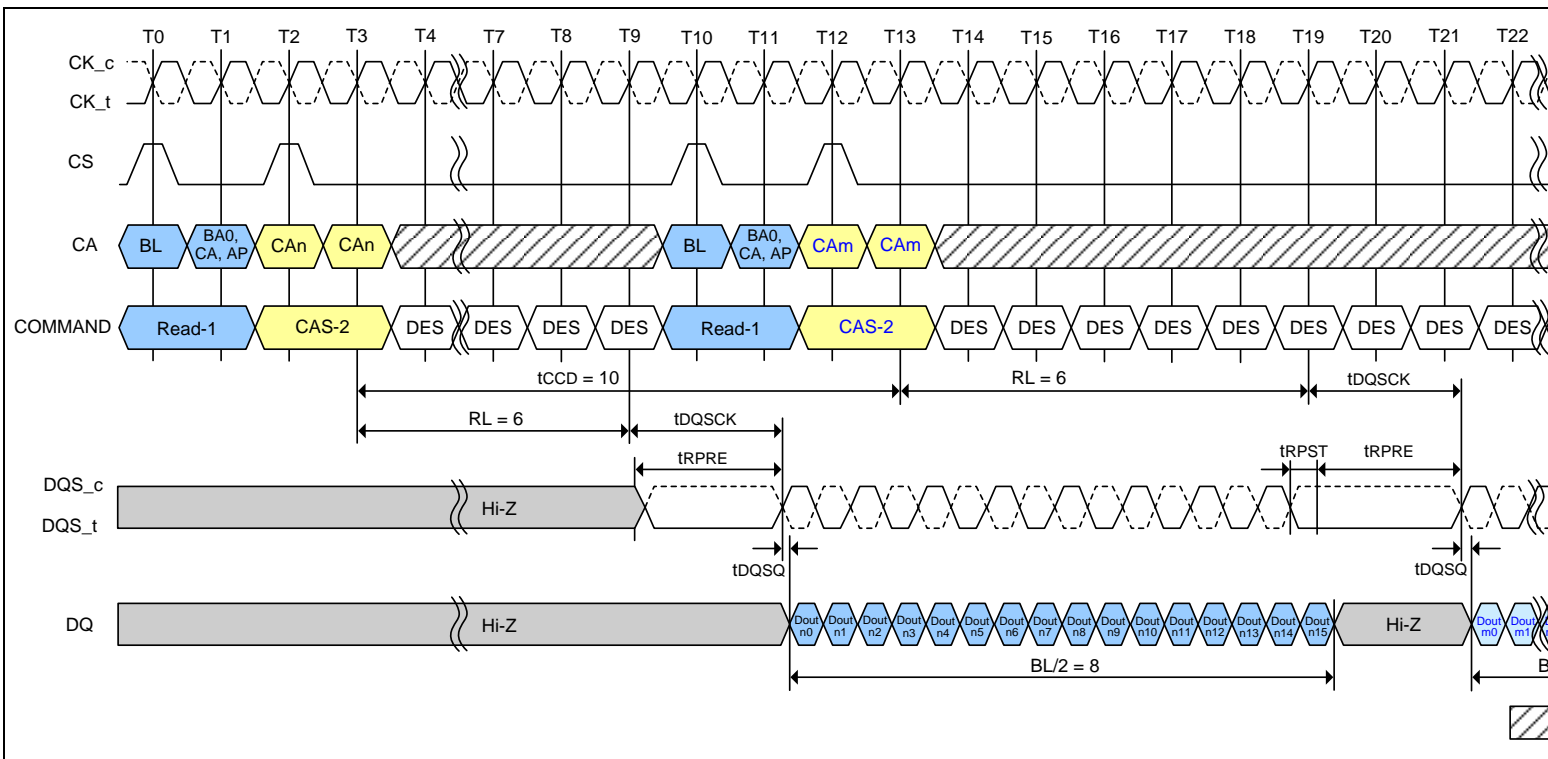 T0 T1 T2 T3 T4 T7 T8 T9 T10 T11 T12 T13 T14 T15 T16 T17 T18 T19 T20 T21 T22
CK_c
CK_t
CS
CA BL BA0, CA, AP CAn CAn BL BA0, CA, AP CAm CAm
COMMAND Read-1 CAS-2 DES DES DES DES Read-1 CAS-2 DES DES DES DES DES DES DES DES DES
tCCD = 10 RL = 6 tDQSCK
RL = 6 tDQSCK
tRPRE tRPST tRPRE
DQS_c
Hi-Z
DQS_t
tDQSQ tDQSQ
DQ Hi-Z Dout n0 Dout n1 Dout n2 Dout n3 Dout n4 Dout n5 Dout n6 Dout n7 Dout n8 Dout n9 Dout n10 Dout n11 Dout n12 Dout n13 Dout n14 Dout n15 Hi-Z Dout m0 Dout m1
BL/2 = 8 B